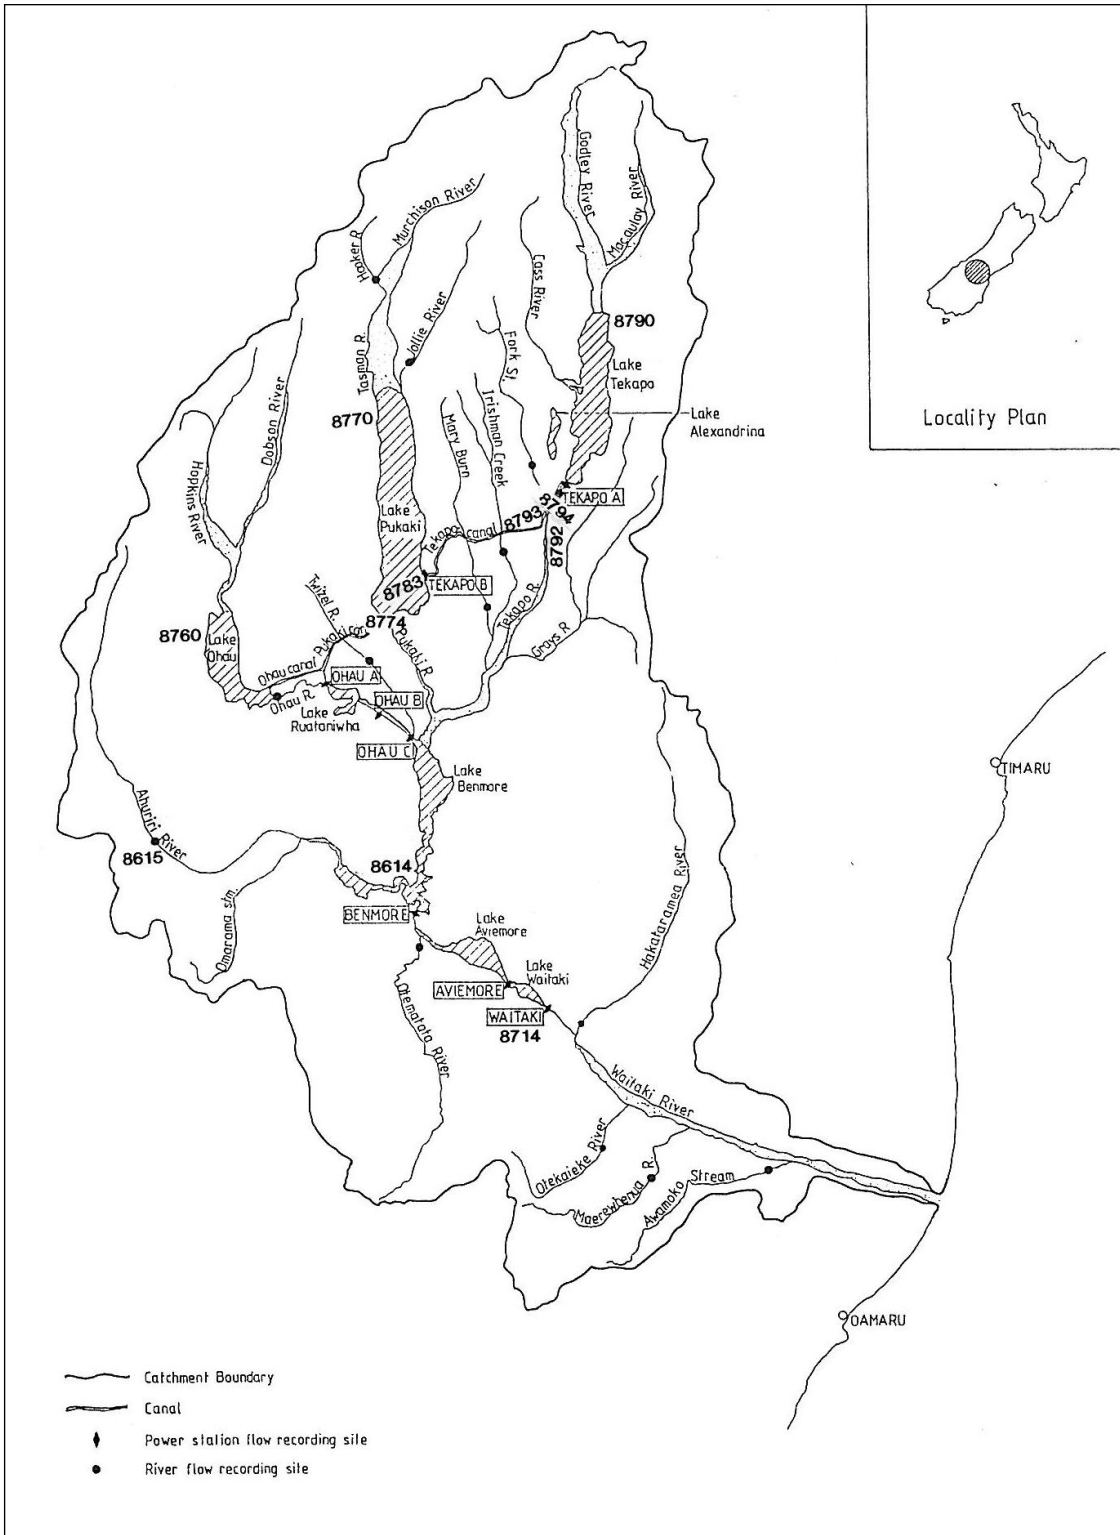 Godley River
Macaulay River
Murchison River
Hooker R.
Cass River
Jollie River
Tasman R.
8790
Lake
Tekapo
Fork St.
Lake
Alexandrina
Locality Plan
Dobson River
8770
Irishman Creek
Mary Burn
Hopkins River
Lake
Pukaki
TEKAPO A
8794
8793
Tekapo canal
8792
8783
TEKAPO B
Twizel R.
Tekapo R.
8774
8760
Lake
Ohau
Pukaki can.
Pukaki R.
Grays R
Ohau canal
OHAU A
Ohau R.
OHAU B
Lake
Ruataniwha
OHAU C
Lake
Benmore
TIMARU
Ahuriri River
8615
8614
Hakataramea River
Omarama stm.
BENMORE
Lake
Aviemore
Lake
Waitaki
AVIEMORE
WAITAKI
8714
Otematata River
Waitaki River
Otekaieke River
Maerewhenua R.
Awamoko Stream
OAMARU
Catchment Boundary
Canal
Power station flow recording site
River flow recording site